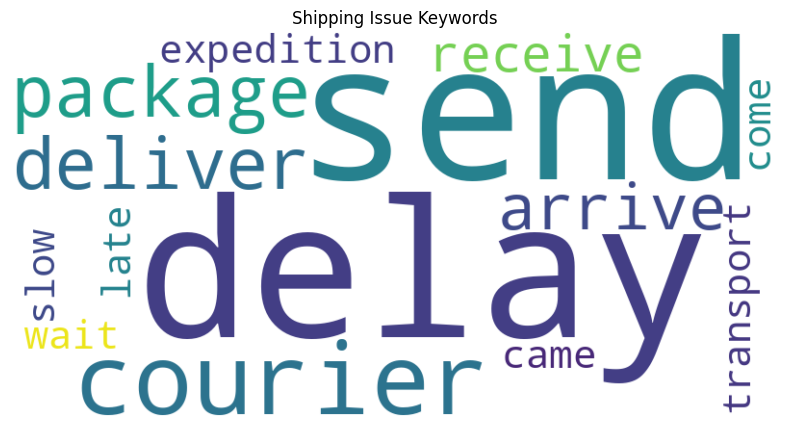 Shipping Issue Keywords
expedition
receive
package
send
come
deliver
arrive
late
slow
delay
transport
wait
came
courier